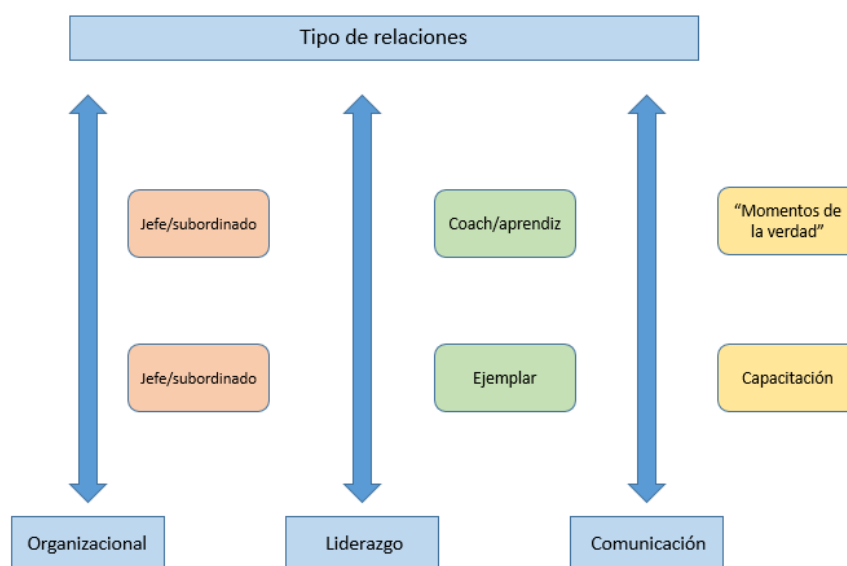 Tipo de relaciones
Jefe/subordinado
Coach/aprendiz
“Momentos de
la verdad”
Jefe/subordinado
Ejemplar
Capacitación
Organizacional
Liderazgo
Comunicación